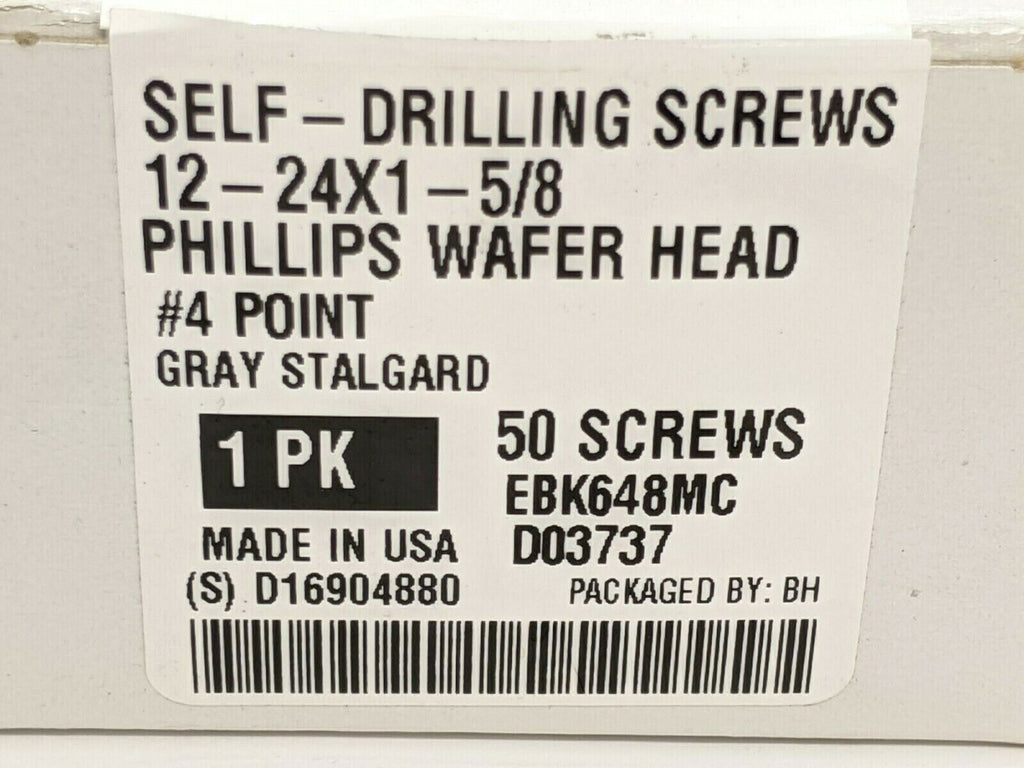 SELF-DRILLING SCREWS
12-24X1-5/8
PHILLIPS WAFER HEAD
#4 POINT
GRAY STALGARD
1 PK
50 SCREWS
EBK648MC
MADE IN USA
D03737
(S) D16904880
PACKAGED BY: BH